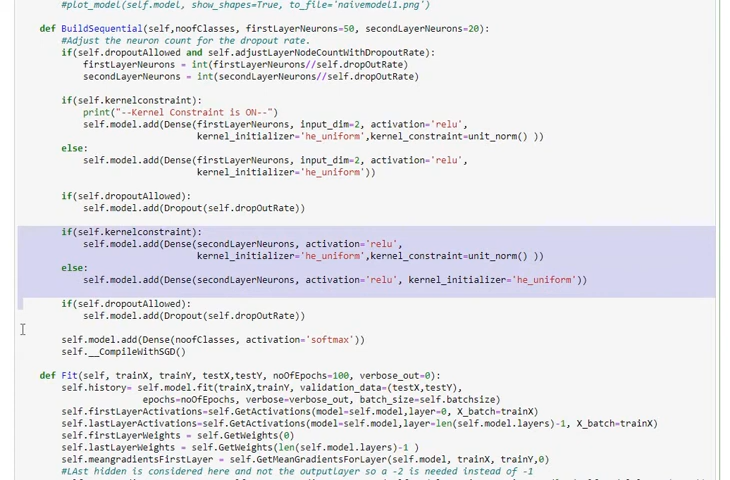 #plot_model(self.model, show_shapes=True, to_file='naivemodel1.png')
def BuildSequential (self,noofClasses, firstLayerNeurons=50, secondLayerNeurons=20):
#Adjust the neuron count for the dropout rate.
if(self.dropoutAllowed and self.adjustLayerNodeCountWithDropoutRate):
firstLayerNeurons = int(firstLayerNeurons//self.dropOutRate)
secondLayerNeurons = int(secondLayerNeurons//self.dropOutRate)
if(self.kernelconstraint):
print("--Kernel Constraint is ON--")
self.model.add(Dense(firstLayerNeurons, input_dim=2, activation='relu',
kernel_initializer='he_uniform',kernel_constraint=unit_norm() ))
else:
self.model.add(Dense(firstLayerNeurons, input_dim=2, activation='relu',
kernel_initializer='he_uniform'))
if(self.dropoutAllowed):
self.model.add(Dropout(self.dropOutRate))
if(self.kernelconstraint):
self.model.add(Dense(secondLayerNeurons, activation='relu',
kernel_initializer='he_uniform',kernel_constraint=unit_norm() ))
else:
self.model.add(Dense(secondLayerNeurons, activation='relu', kernel_initializer='he_uniform'))
if(self.dropoutAllowed):
self.model.add(Dropout(self.dropOutRate))
self.model.add(Dense(noofClasses, activation='softmax'))
self.__CompileWithSGD()
def Fit(self, trainX, trainY, testX,testY, noOfEpochs=100, verbose_out=0):
self.history= self.model.fit(trainX,trainY, validation_data=(testX,testY),
epochs=noOfEpochs, verbose=verbose_out, batch_size=self.batchsize)
self.firstLayerActivations=self.GetActivations(model=self.model,layer=0, X_batch=trainX)
self.lastLayerActivations=self.GetActivations(model=self.model,layer=len(self.model.layers)-1, X_batch=trainX)
self.firstLayerWeights = self.GetWeights(0)
self.lastLayerWeights = self.GetWeights(len(self.model.layers)-1 )
self.meangradientsFirstLayer = self.GetMeanGradientsForLayer(self.model, trainX, trainY,0)
#LAst hidden is considered here and not the outputlayer so a -2 is needed instead of -1